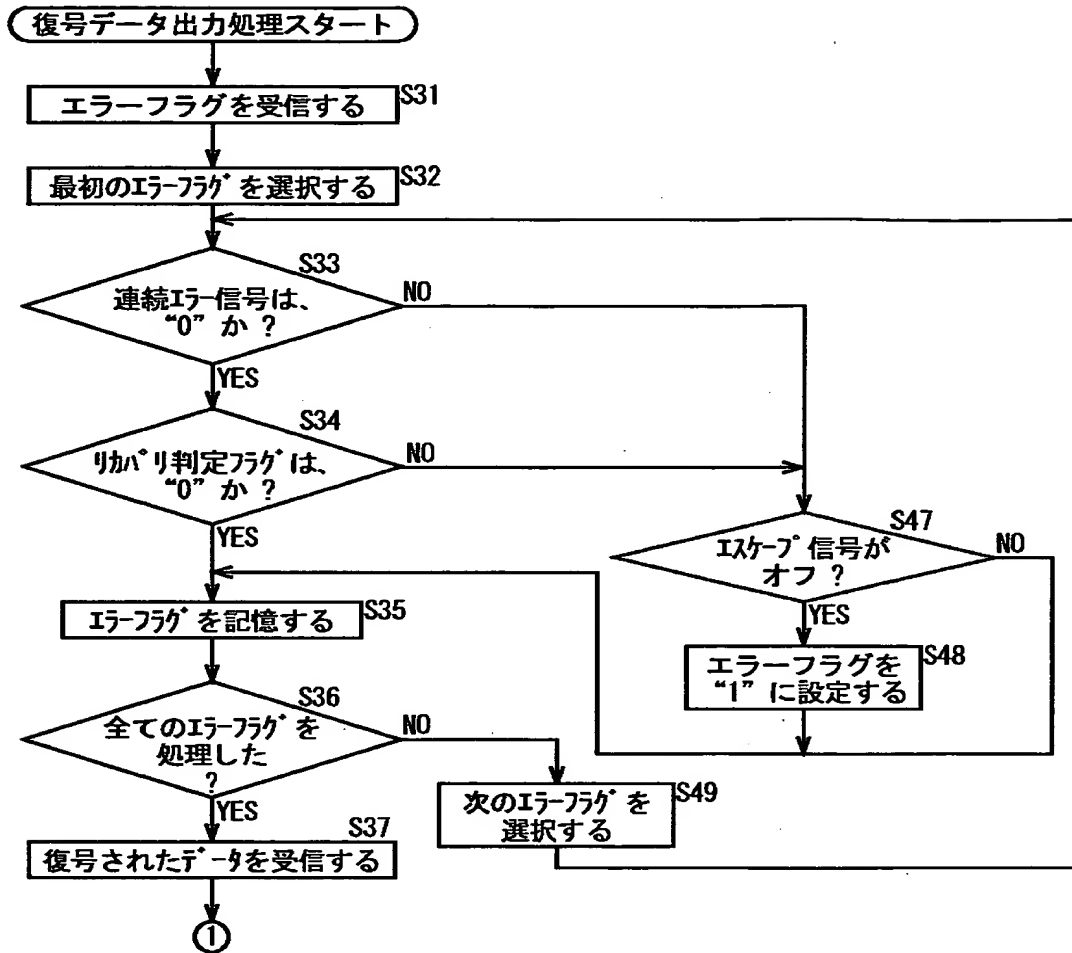 復号データ出力処理スタート
エラーフラグを受信する
S31
最初のｴﾗｰﾌﾗｸﾞを選択する
S32
S33
連続ｴﾗｰ信号は、
“0” か ?
NO
YES
S34
ﾘｶﾊﾞﾘ判定フラグは、
“0” か ?
NO
YES
S47
ｴｽｹｰﾌﾟ信号が
オフ ?
NO
YES
エラーフラグを
“1” に設定する
S48
ｴﾗｰﾌﾗｸﾞを記憶する
S35
S36
全てのｴﾗｰﾌﾗｸﾞを
処理した
?
NO
YES
次のｴﾗｰﾌﾗｸﾞを
選択する
S49
S37
復号されたﾃﾞｰﾀを受信する
1